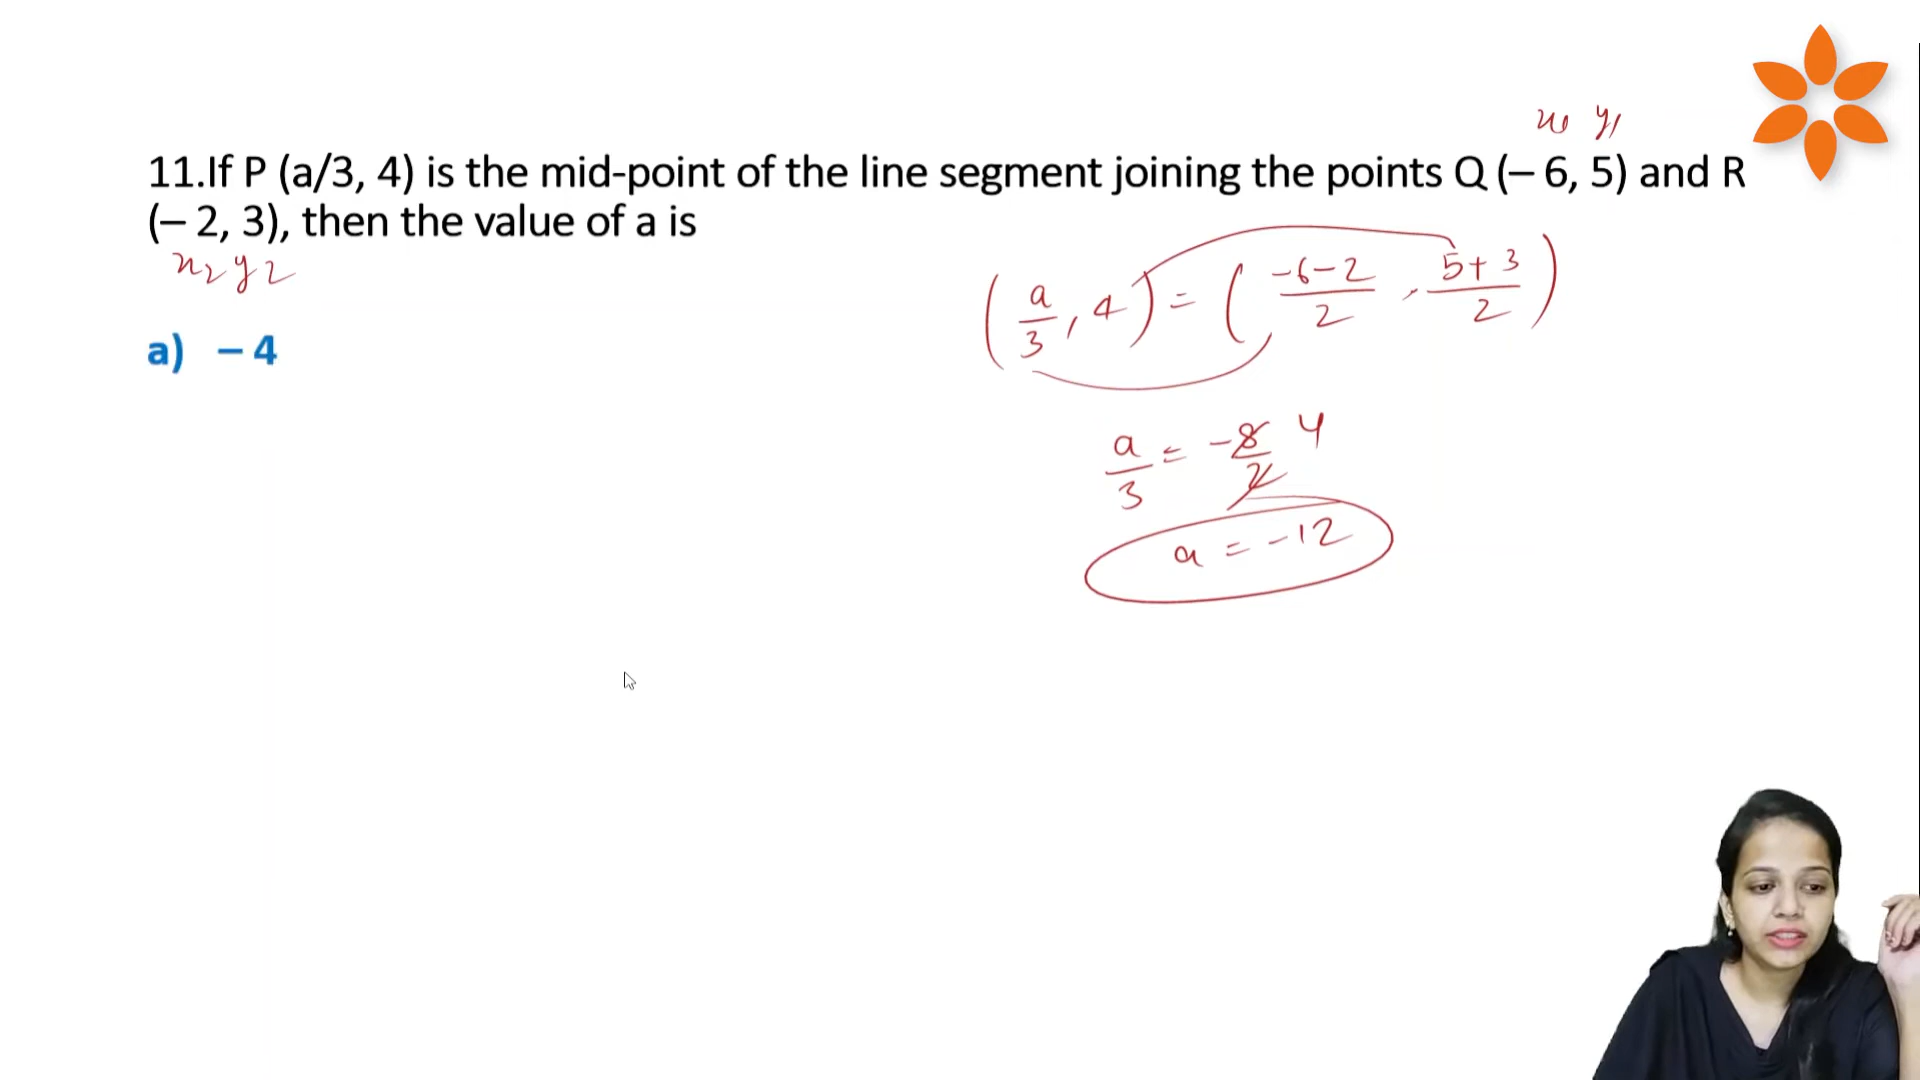 x1 y1
11.If P (a/3, 4) is the mid-point of the line segment joining the points Q (– 6, 5) and R
(– 2, 3), then the value of a is
x2 y2
(a/3, 4) = (-6-2/2, 5+3/2)
a) – 4
a/3 = -8/2 4
a = -12